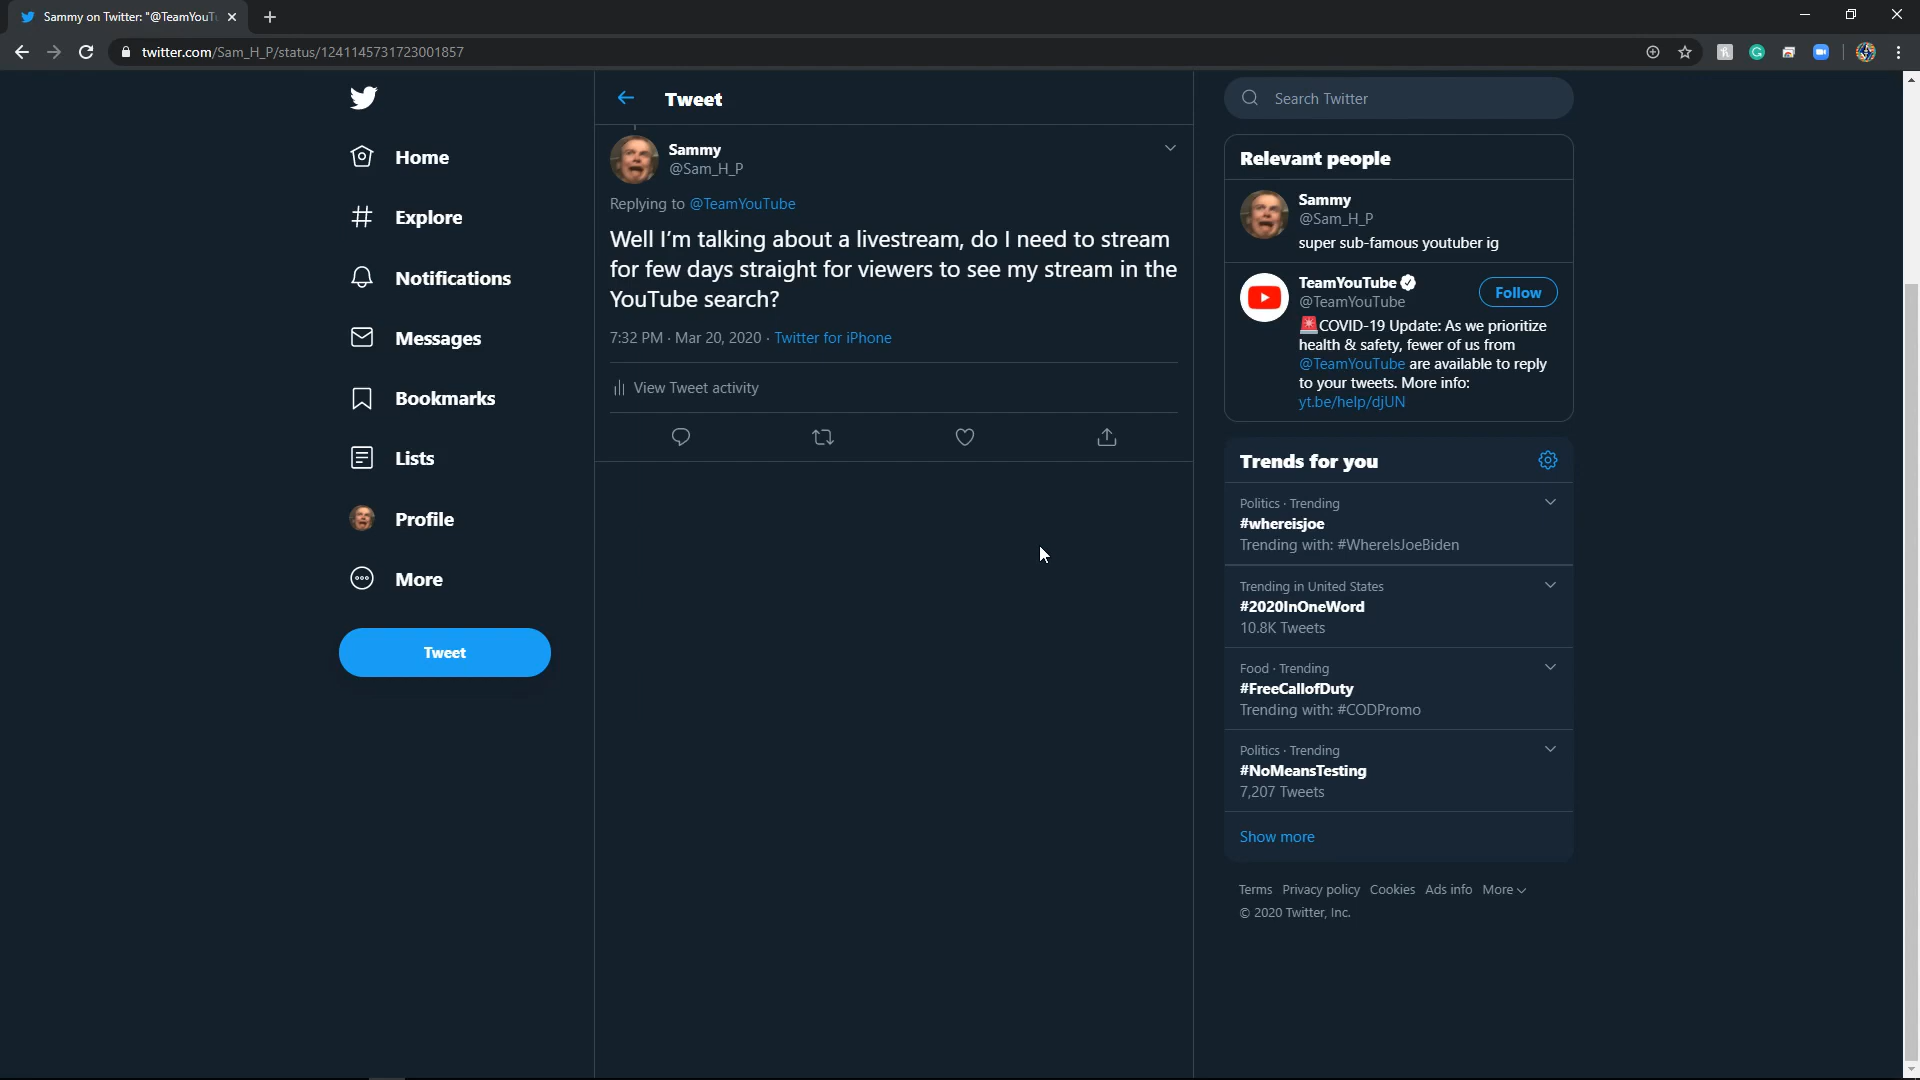 Sammy on Twitter: "@TeamYouTu
twitter.com/Sam_H_P/status/1241145731723001857
Home
Explore
Notifications
Messages
Bookmarks
Lists
Profile
More
Tweet
Tweet
Sammy
@Sam_H_P
Replying to @TeamYouTube
Well I'm talking about a livestream, do I need to stream
for few days straight for viewers to see my stream in the
YouTube search?
7:32 PM · Mar 20, 2020 · Twitter for iPhone
View Tweet activity
Search Twitter
Relevant people
Sammy
@Sam_H_P
super sub-famous youtuber ig
TeamYouTube
@TeamYouTube
Follow
🚨COVID-19 Update: As we prioritize
health & safety, fewer of us from
@TeamYouTube are available to reply
to your tweets. More info:
yt.be/help/djUN
Trends for you
Politics · Trending
#whereisjoe
Trending with: #WhereIsJoeBiden
Trending in United States
#2020InOneWord
10.8K Tweets
Food · Trending
#FreeCallofDuty
Trending with: #CODPromo
Politics · Trending
#NoMeansTesting
7,207 Tweets
Show more
Terms Privacy policy Cookies Ads info More
© 2020 Twitter, Inc.